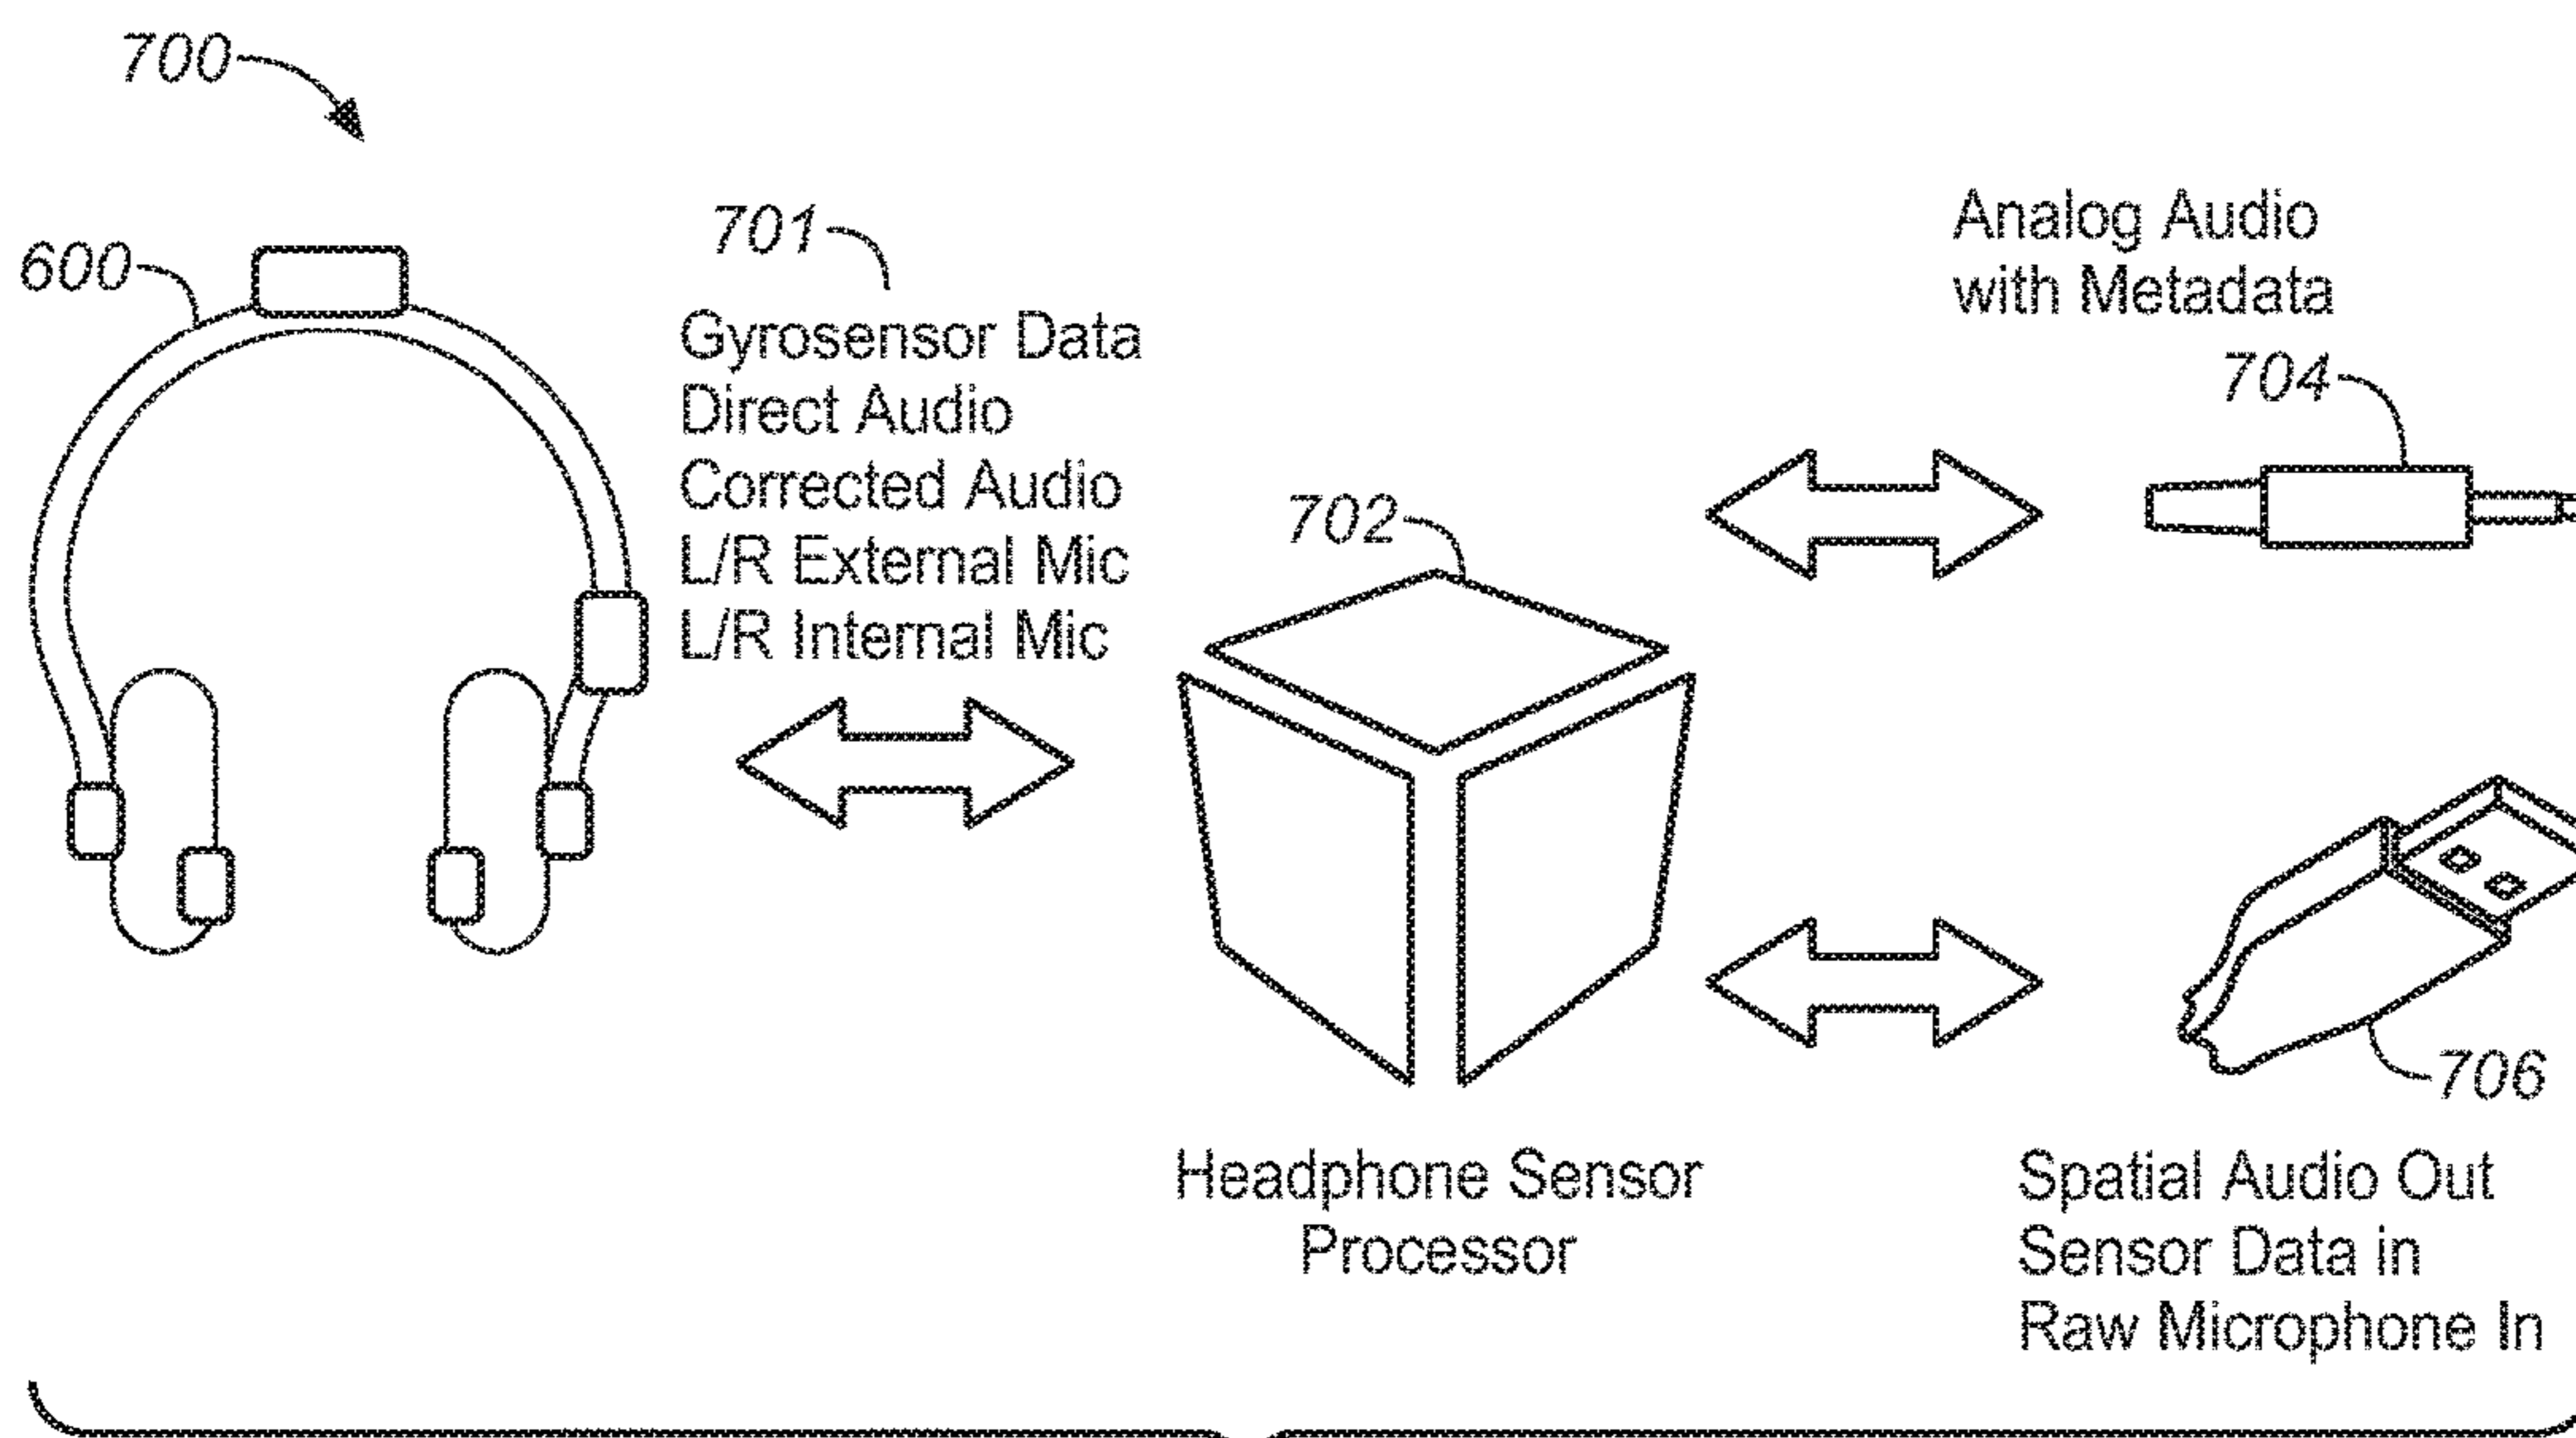 700
600
701
Gyrosensor Data
Direct Audio
Corrected Audio
L/R External Mic
L/R Internal Mic
702
Headphone Sensor
Processor
Analog Audio
with Metadata
704
706
Spatial Audio Out
Sensor Data in
Raw Microphone In